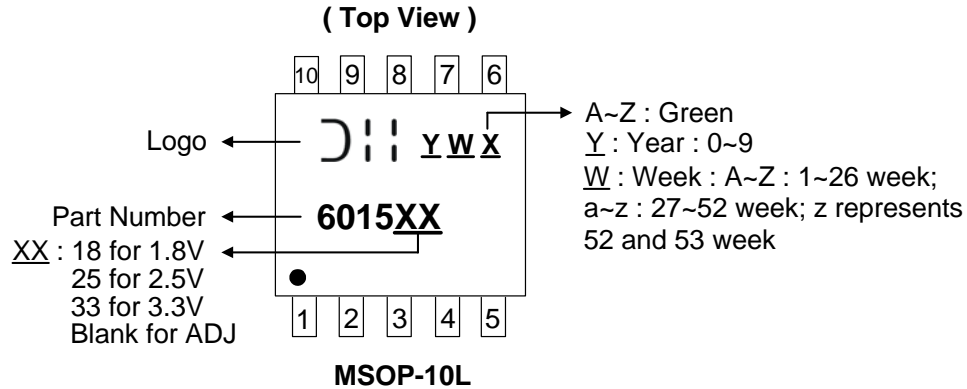 ( Top View )
10 9 8 7 6
Logo
Y W X
A~Z : Green
Y : Year : 0~9
W : Week : A~Z : 1~26 week;
a~z : 27~52 week; z represents
52 and 53 week
Part Number
6015XX
XX : 18 for 1.8V
25 for 2.5V
33 for 3.3V
Blank for ADJ
1 2 3 4 5
MSOP-10L